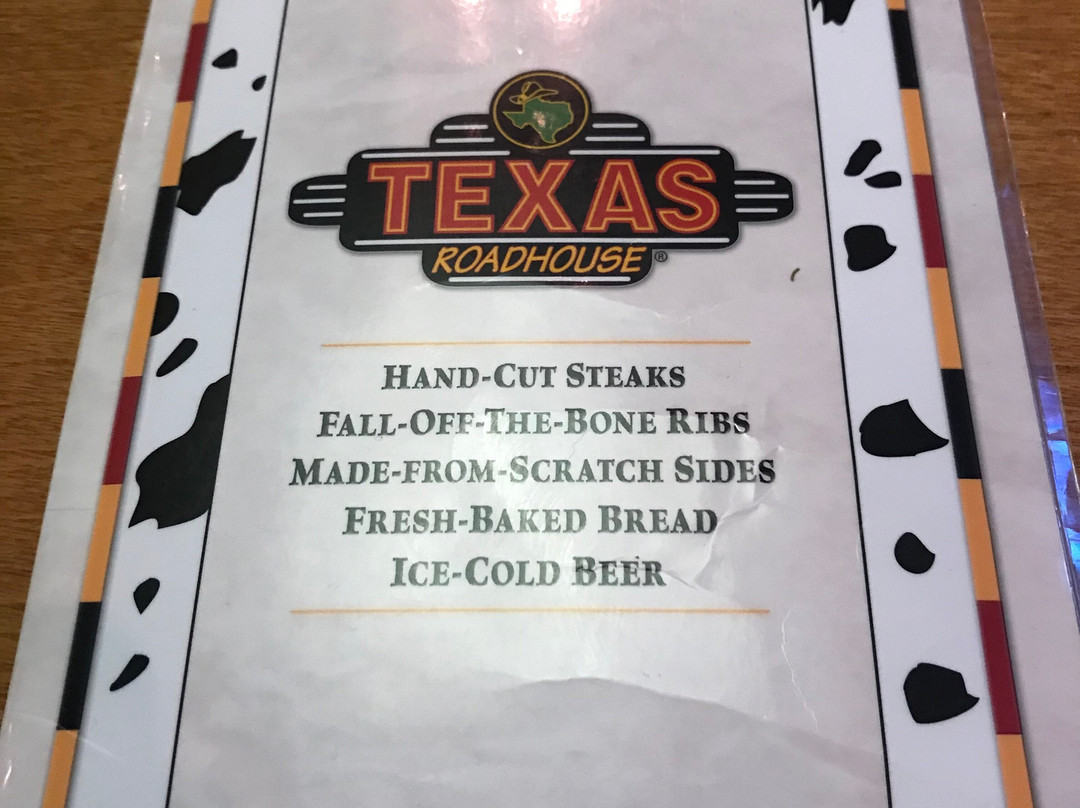 TEXAS
ROADHOUSE®
HAND-CUT STEAKS
FALL-OFF-THE-BONE RIBS
MADE-FROM-SCRATCH SIDES
FRESH-BAKED BREAD
ICE-COLD BEER